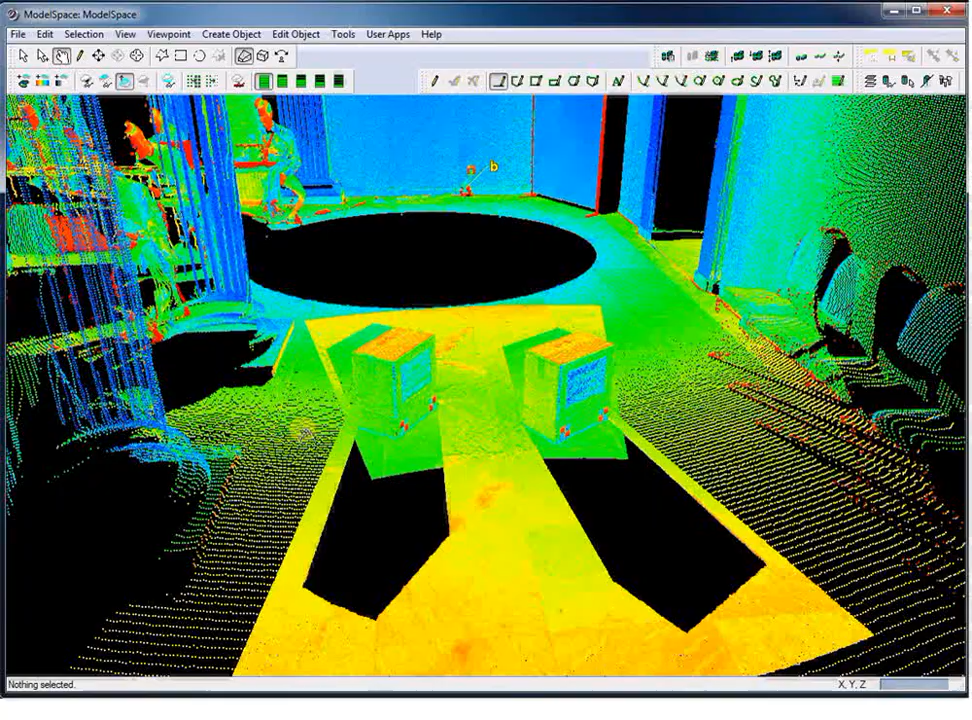 ModelSpace: ModelSpace
File Edit Selection View Viewpoint Create Object Edit Object Tools User Apps Help
b
Nothing selected.
X, Y, Z